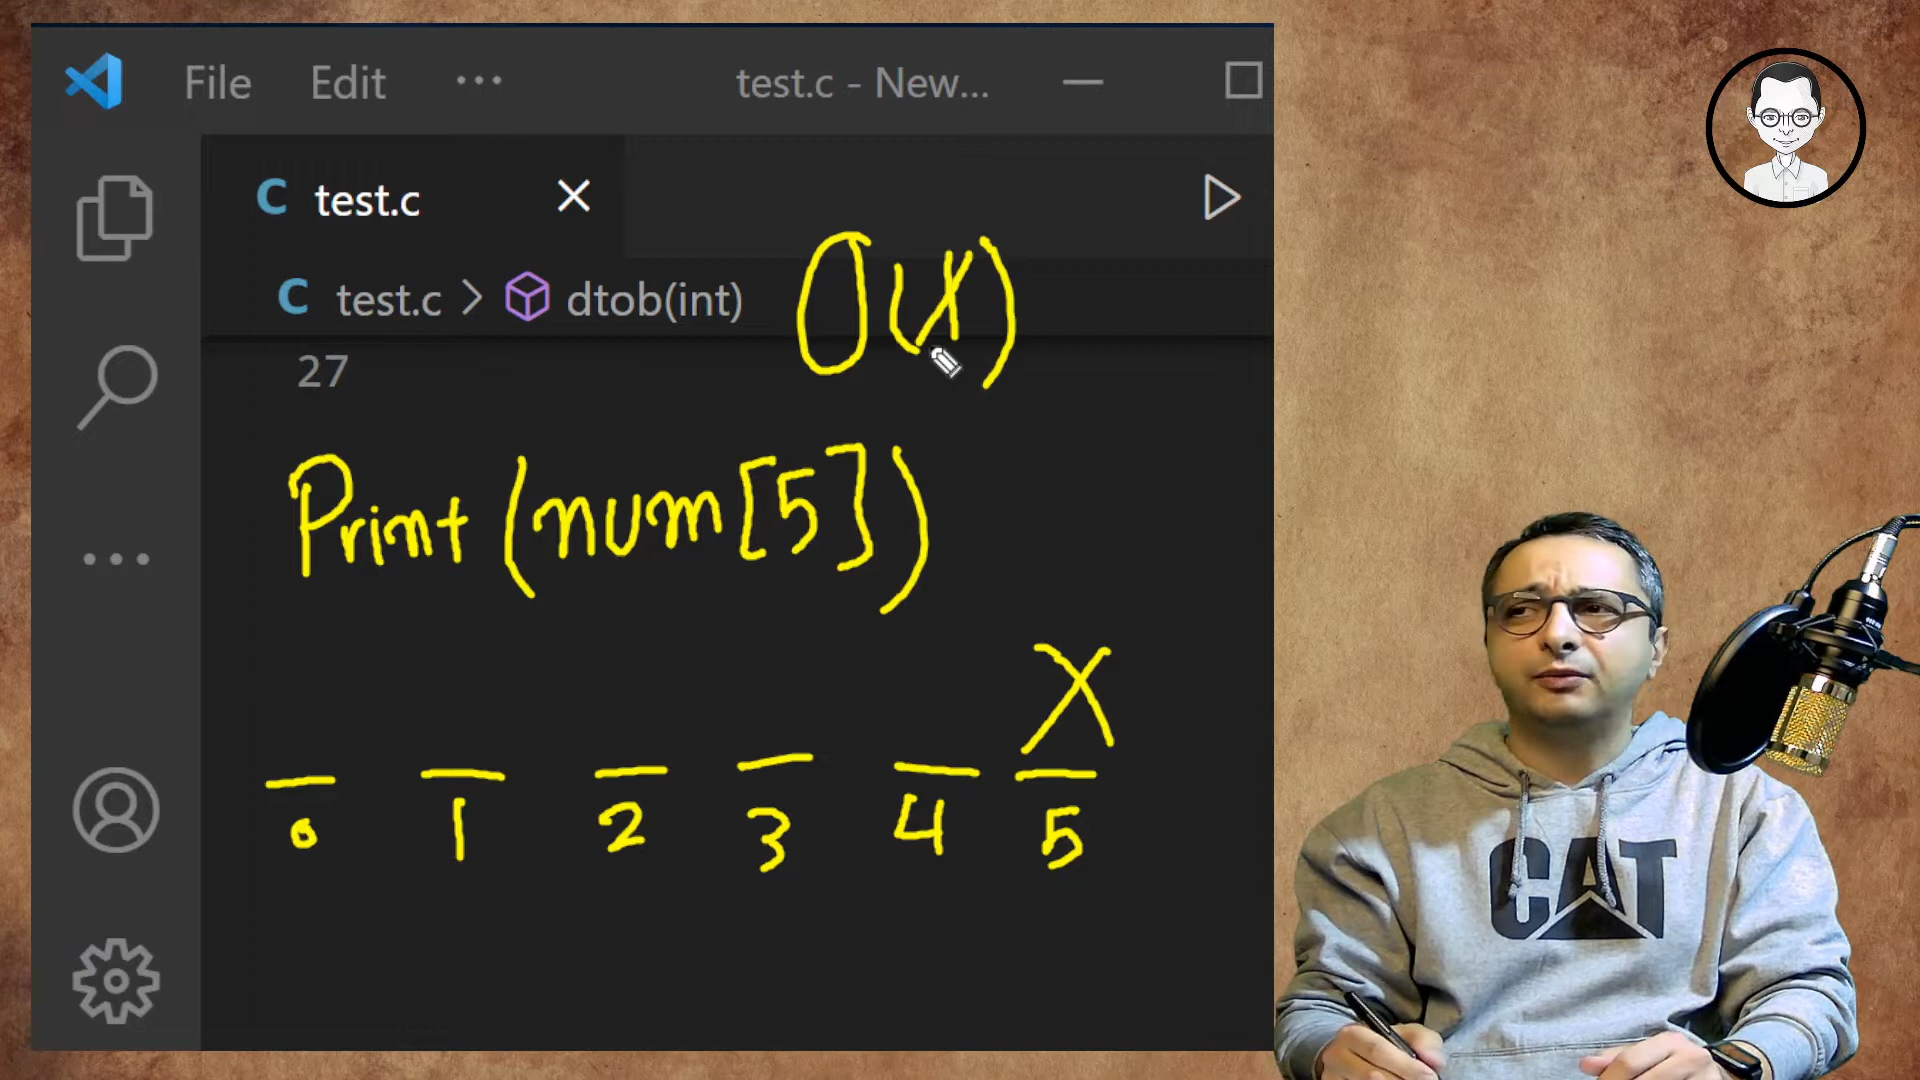 File Edit ··· test.c - New...
C test.c
C test.c > dtob(int)
O(X)
27
Print (num[5])
X
0 1 2 3 4 5
CAT